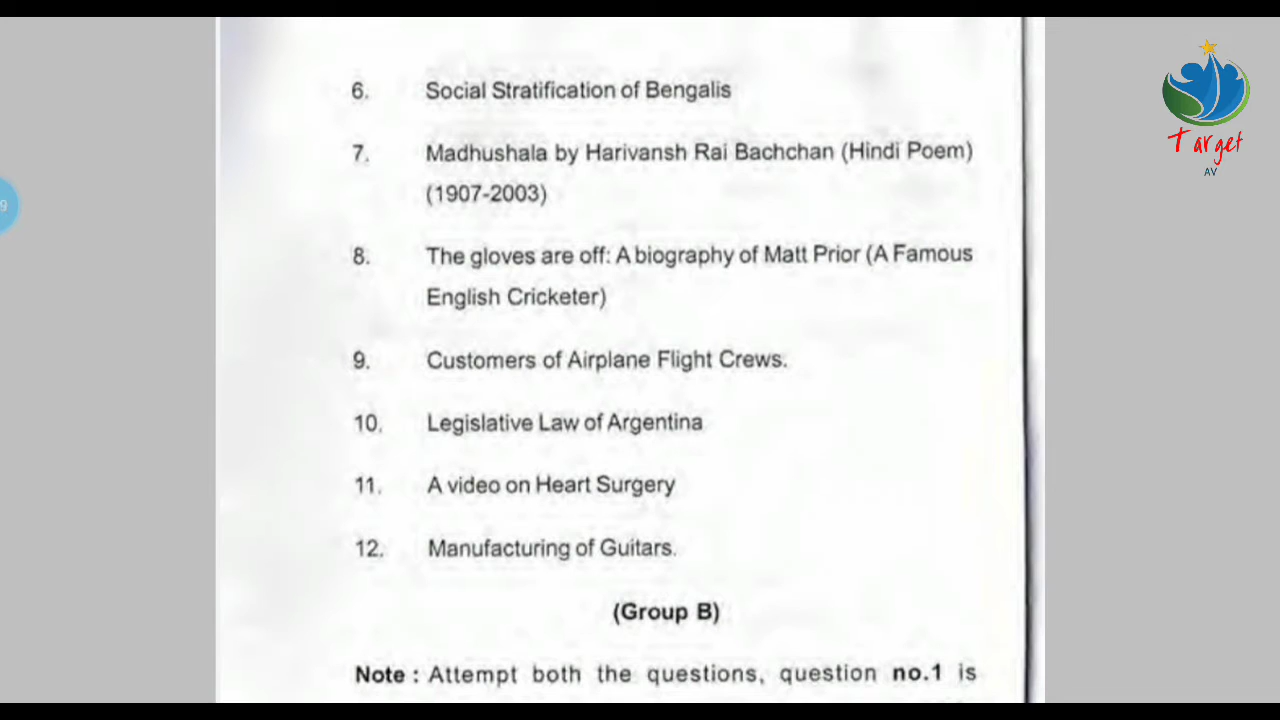 6. Social Stratification of Bengalis
7. Madhushala by Harivansh Rai Bachchan (Hindi Poem)
(1907-2003)
8. The gloves are off: A biography of Matt Prior (A Famous
English Cricketer)
9. Customers of Airplane Flight Crews.
10. Legislative Law of Argentina
11. A video on Heart Surgery
12. Manufacturing of Guitars.
(Group B)
Note : Attempt both the questions, question no.1 is
Target
AV
9